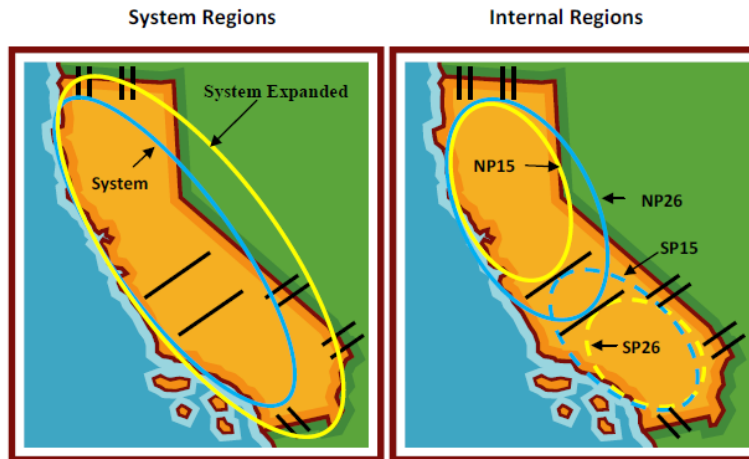 System Regions
Internal Regions
System Expanded
System
NP15
NP26
SP15
SP26